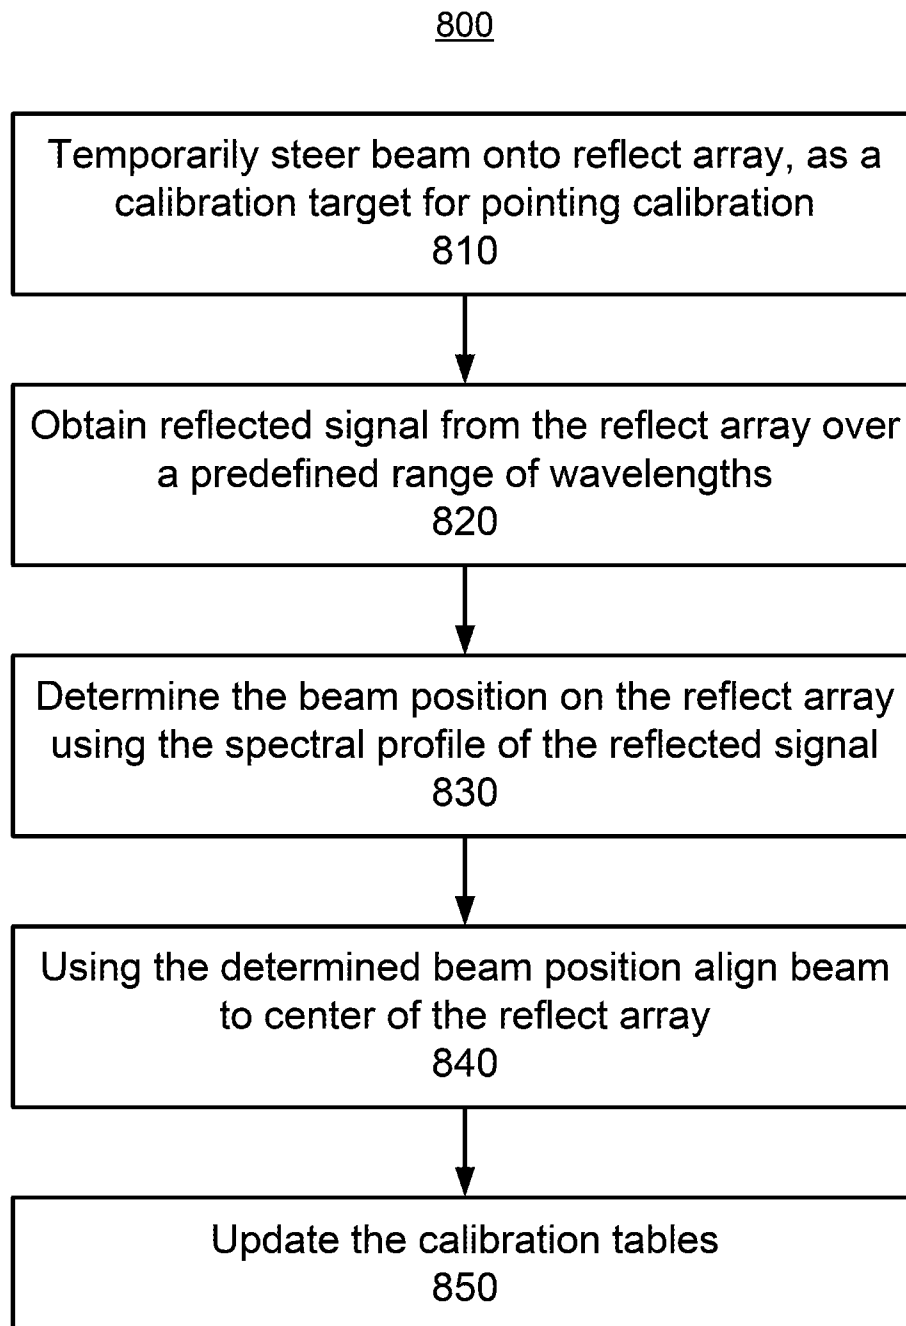 800
Temporarily steer beam onto reflect array, as a
calibration target for pointing calibration
810
Obtain reflected signal from the reflect array over
a predefined range of wavelengths
820
Determine the beam position on the reflect array
using the spectral profile of the reflected signal
830
Using the determined beam position align beam
to center of the reflect array
840
Update the calibration tables
850